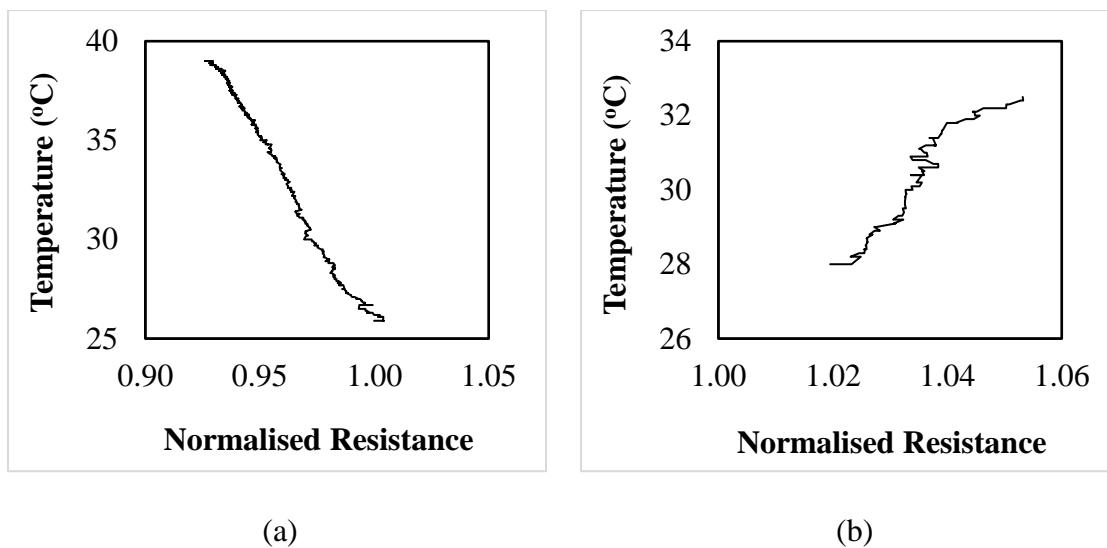 40
35
30
25
Temperature (ºC)
0.90 0.95 1.00 1.05
Normalised Resistance
(a)
34
32
30
28
26
Temperature (ºC)
1.00 1.02 1.04 1.06
Normalised Resistance
(b)